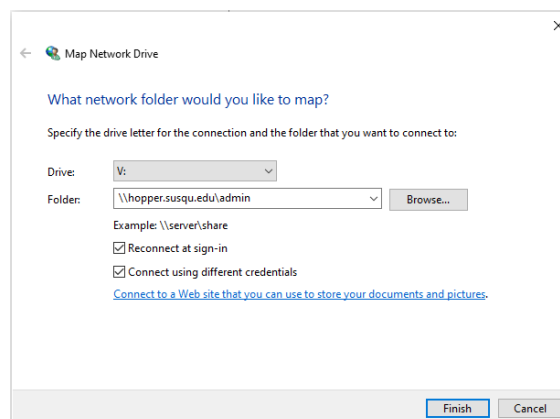 Map Network Drive
What network folder would you like to map?
Specify the drive letter for the connection and the folder that you want to connect to:
Drive: V:
Folder: \\hopper.susqu.edu\admin Browse...
Example: \\server\share
Reconnect at sign-in
Connect using different credentials
Connect to a Web site that you can use to store your documents and pictures.
Finish Cancel